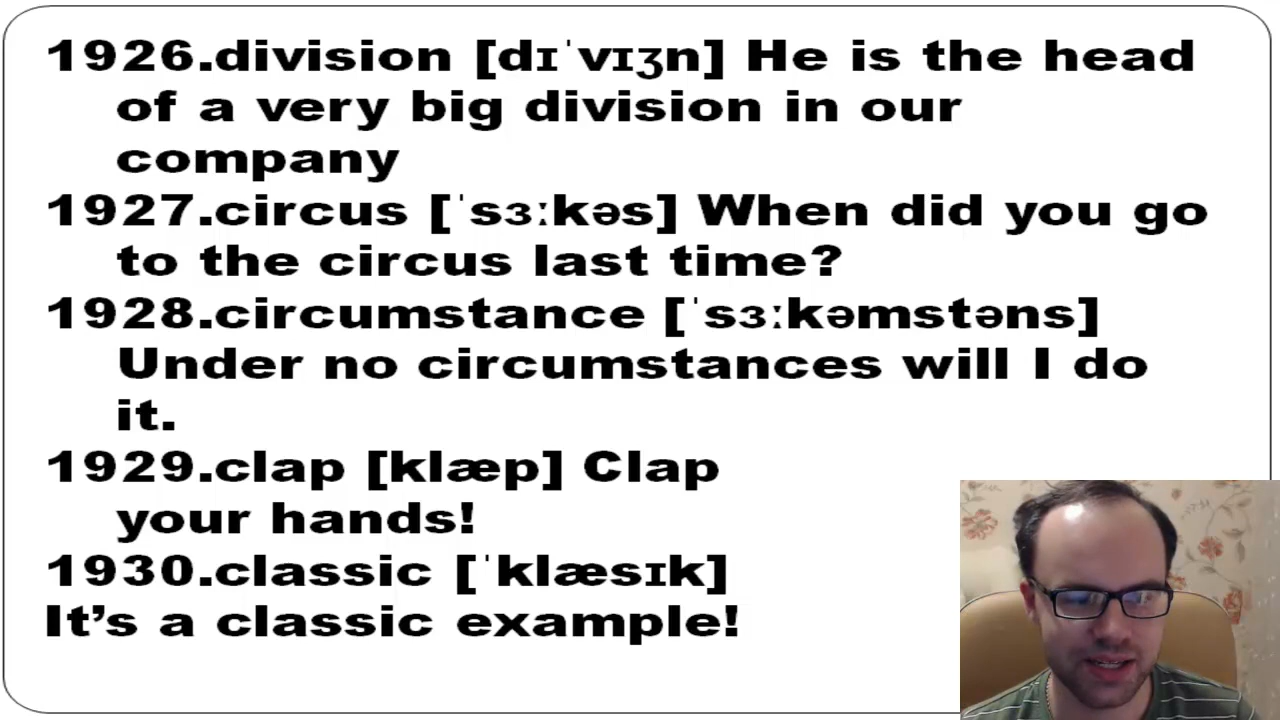 1926.division [dɪˈvɪʒn] He is the head
of a very big division in our
company
1927.circus [ˈsɜːkəs] When did you go
to the circus last time?
1928.circumstance [ˈsɜːkəmstəns]
Under no circumstances will I do
it.
1929.clap [klæp] Clap
your hands!
1930.classic [ˈklæsɪk]
It’s a classic example!